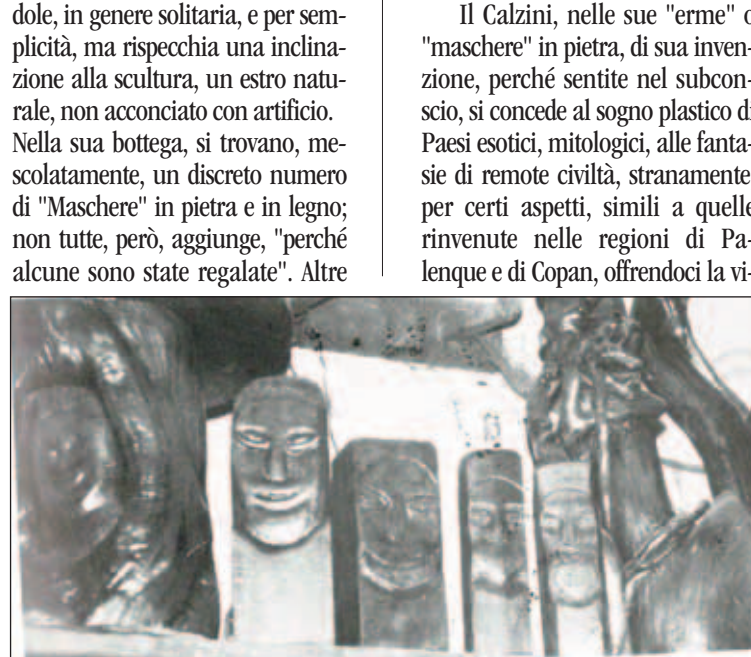 dole, in genere solitaria, e per sem-
plicità, ma rispecchia una inclina-
zione alla scultura, un estro natu-
rale, non acconciato con artificio.
Nella sua bottega, si trovano, me-
scolatamente, un discreto numero
di "Maschere" in pietra e in legno;
non tutte, però, aggiunge, "perché
alcune sono state regalate". Altre
Il Calzini, nelle sue "erme" o
"maschere" in pietra, di sua inven-
zione, perché sentite nel subcon-
scio, si concede al sogno plastico di
Paesi esotici, mitologici, alle fanta-
sie di remote civiltà, stranamente,
per certi aspetti, simili a quelle
rinvenute nelle regioni di Pa-
lenque e di Copan, offrendoci la vi-